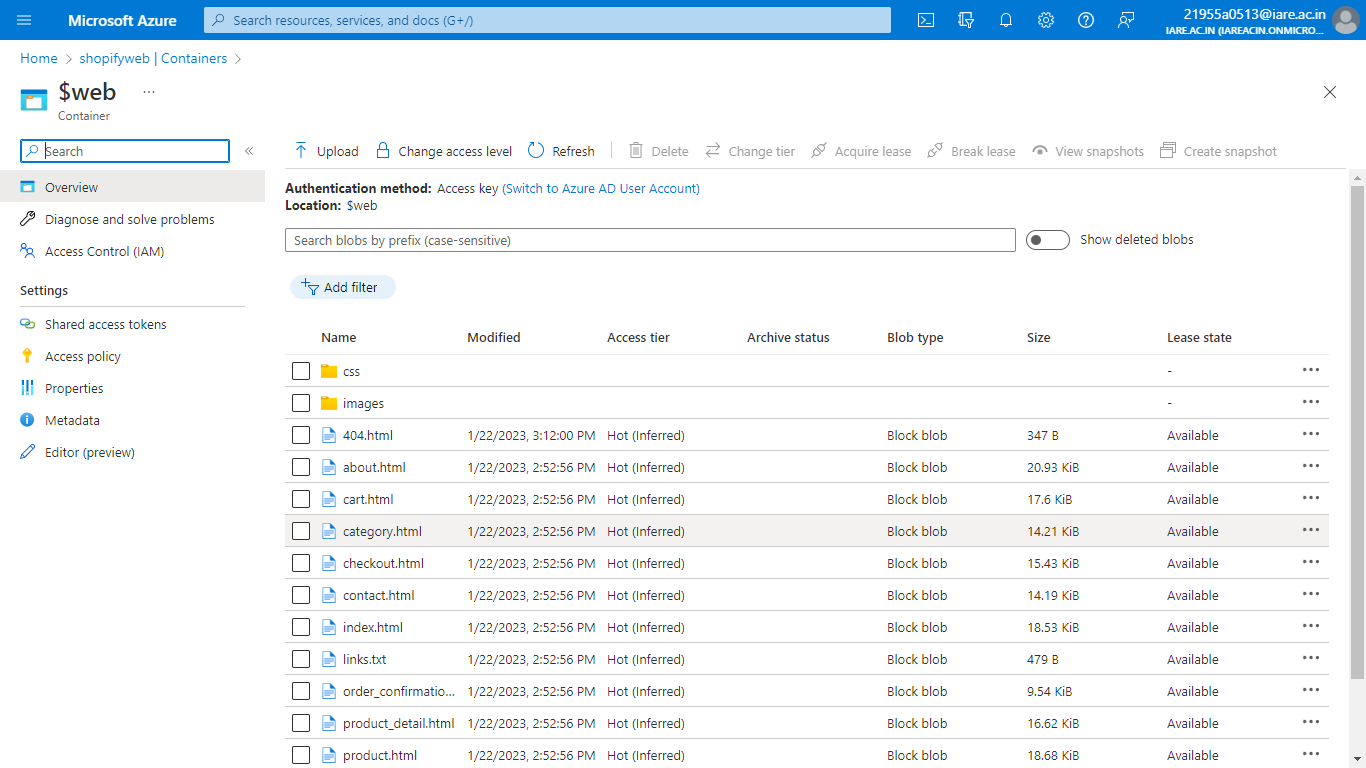 Microsoft Azure
Search resources, services, and docs (G+/)
21955a0513@iare.ac.in
IARE.AC.IN (IAREACIN.ONMICRO...
Home > shopifyweb | Containers >
$web ...
Container
Search «
Upload Change access level Refresh Delete Change tier Acquire lease Break lease View snapshots Create snapshot
Overview
Diagnose and solve problems
Access Control (IAM)
Settings
Shared access tokens
Access policy
Properties
Metadata
Editor (preview)
Authentication method: Access key (Switch to Azure AD User Account)
Location: $web
Search blobs by prefix (case-sensitive)
Show deleted blobs
Add filter
Name Modified Access tier Archive status Blob type Size Lease state
css - •••
images - •••
404.html 1/22/2023, 3:12:00 PM Hot (Inferred) Block blob 347 B Available •••
about.html 1/22/2023, 2:52:56 PM Hot (Inferred) Block blob 20.93 KiB Available •••
cart.html 1/22/2023, 2:52:56 PM Hot (Inferred) Block blob 17.6 KiB Available •••
category.html 1/22/2023, 2:52:56 PM Hot (Inferred) Block blob 14.21 KiB Available •••
checkout.html 1/22/2023, 2:52:56 PM Hot (Inferred) Block blob 15.43 KiB Available •••
contact.html 1/22/2023, 2:52:56 PM Hot (Inferred) Block blob 14.19 KiB Available •••
index.html 1/22/2023, 2:52:56 PM Hot (Inferred) Block blob 18.53 KiB Available •••
links.txt 1/22/2023, 2:52:56 PM Hot (Inferred) Block blob 479 B Available •••
order_confirmatio... 1/22/2023, 2:52:56 PM Hot (Inferred) Block blob 9.54 KiB Available •••
product_detail.html 1/22/2023, 2:52:56 PM Hot (Inferred) Block blob 16.62 KiB Available •••
product.html 1/22/2023, 2:52:56 PM Hot (Inferred) Block blob 18.68 KiB Available •••